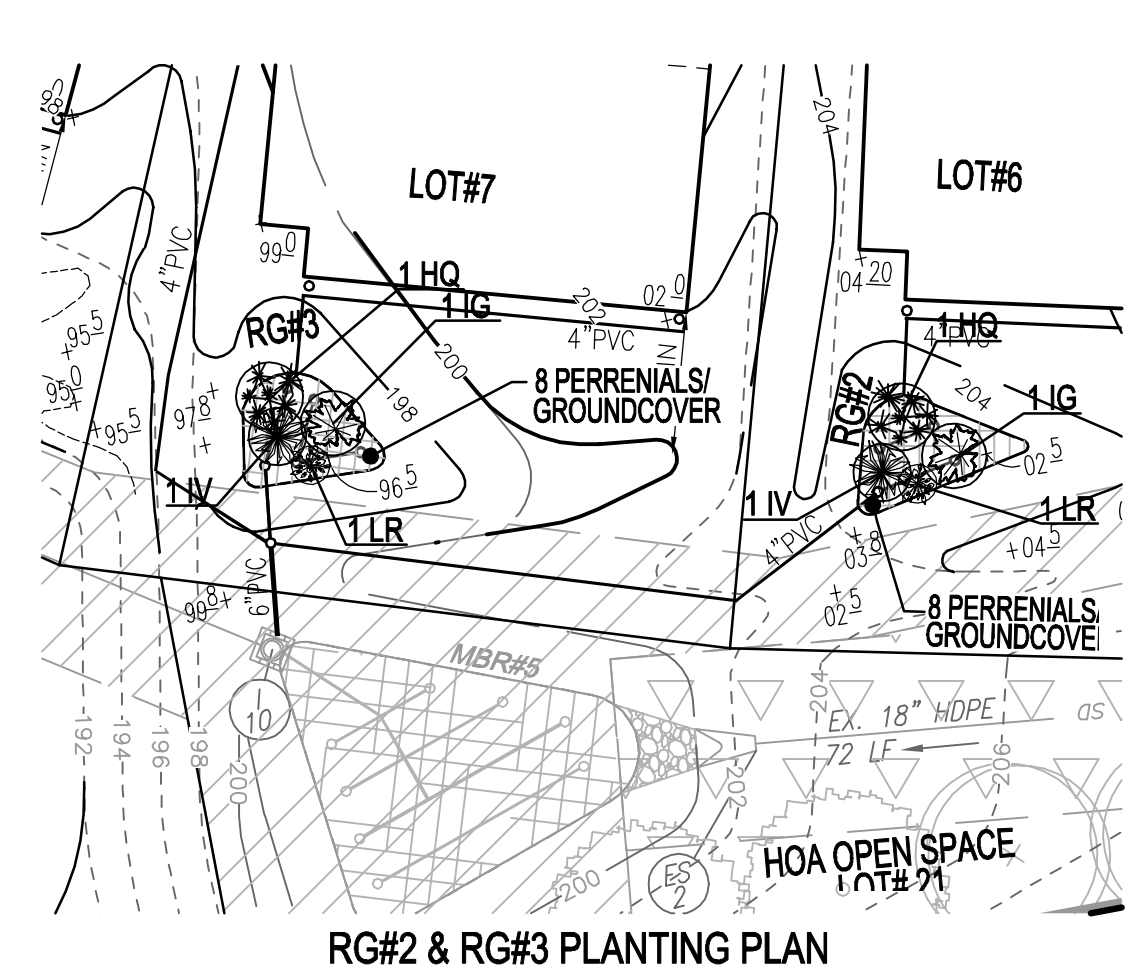 204
LOT#7
LOT#6
4"PVC
99 0
1 HQ
02 0
04 20
1 IG
202
RG#3
4"PVC
1 HQ
4"PVC
95 5
200
8 PERRENIALS/
GROUNDCOVER
95 0
198
97 8
RG#2
204
1 IG
95 5
02 5
96 5
1 IV
1 IV
1 LR
1 LR
4"PVC
03 8
+04 5
6"PVC
99 8+
02 5
8 PERRENIALS
GROUNDCOVE
MBR#5
204
I
10
EX. 18" HDPE
as
72 LF
192
194
196
198
200
202
206
HOA OPEN SPACE
LOT# 21
200
ES
2
RG#2 & RG#3 PLANTING PLAN